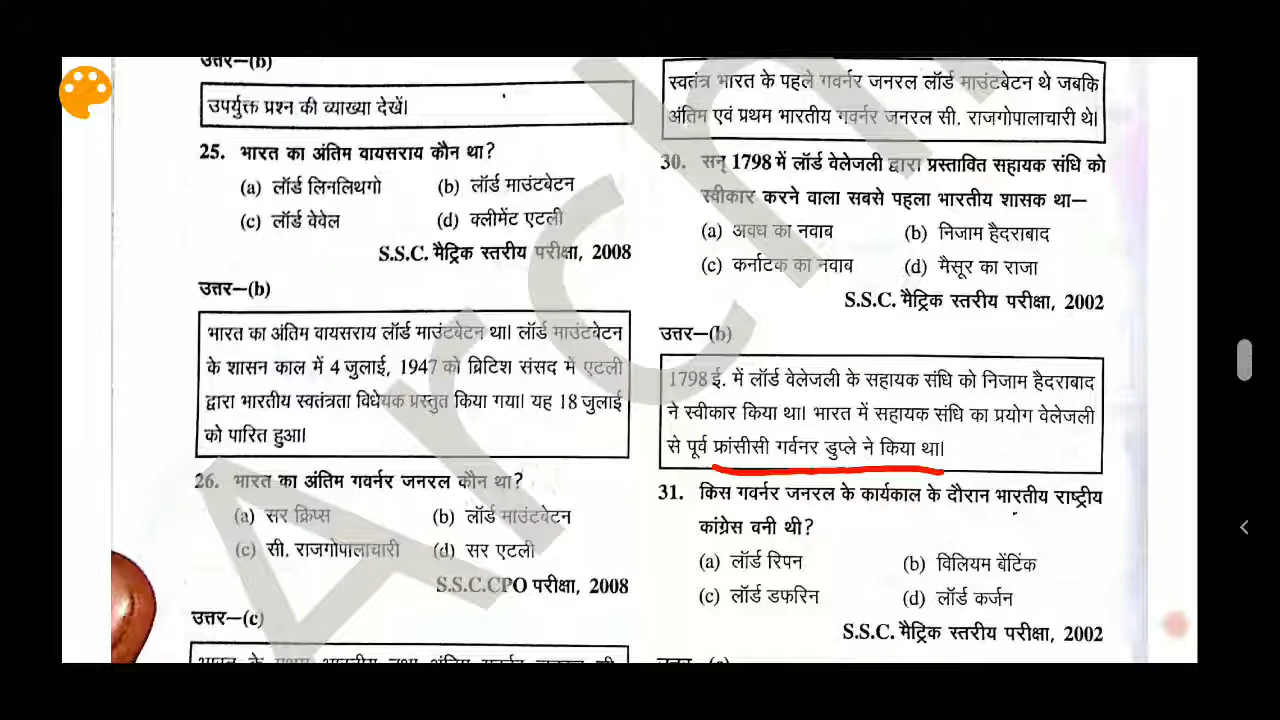 उत्तर–(b)
उपर्युक्त प्रश्न की व्याख्या देखें।
25. भारत का अंतिम वायसराय कौन था?
(a) लॉर्ड लिनलिथगो (b) लॉर्ड माउंटबेटन
(c) लॉर्ड वेवेल (d) क्लीमेंट एटली
S.S.C. मैट्रिक स्तरीय परीक्षा, 2008
उत्तर–(b)
भारत का अंतिम वायसराय लॉर्ड माउंटबेटन था। लॉर्ड माउंटबेटन
के शासन काल में 4 जुलाई, 1947 को ब्रिटिश संसद में एटली
द्वारा भारतीय स्वतंत्रता विधेयक प्रस्तुत किया गया। यह 18 जुलाई
को पारित हुआ।
26. भारत का अंतिम गवर्नर जनरल कौन था?
(a) सर क्रिप्स (b) लॉर्ड माउंटबेटन
(c) सी. राजगोपालाचारी (d) सर एटली
S.S.C.CPO परीक्षा, 2008
उत्तर–(c)
स्वतंत्र भारत के पहले गवर्नर जनरल लॉर्ड माउंटबेटन थे जबकि
अंतिम एवं प्रथम भारतीय गवर्नर जनरल सी. राजगोपालाचारी थे।
30. सन् 1798 में लॉर्ड वेलेजली द्वारा प्रस्तावित सहायक संधि को
स्वीकार करने वाला सबसे पहला भारतीय शासक था—
(a) अवध का नवाब (b) निजाम हैदराबाद
(c) कर्नाटक का नवाब (d) मैसूर का राजा
S.S.C. मैट्रिक स्तरीय परीक्षा, 2002
उत्तर–(b)
1798 ई. में लॉर्ड वेलेजली के सहायक संधि को निजाम हैदराबाद
ने स्वीकार किया था। भारत में सहायक संधि का प्रयोग वेलेजली
से पूर्व फ्रांसीसी गर्वनर डुप्ले ने किया था।
31. किस गवर्नर जनरल के कार्यकाल के दौरान भारतीय राष्ट्रीय
कांग्रेस बनी थी?
(a) लॉर्ड रिपन (b) विलियम बेंटिंक
(c) लॉर्ड डफरिन (d) लॉर्ड कर्जन
S.S.C. मैट्रिक स्तरीय परीक्षा, 2002